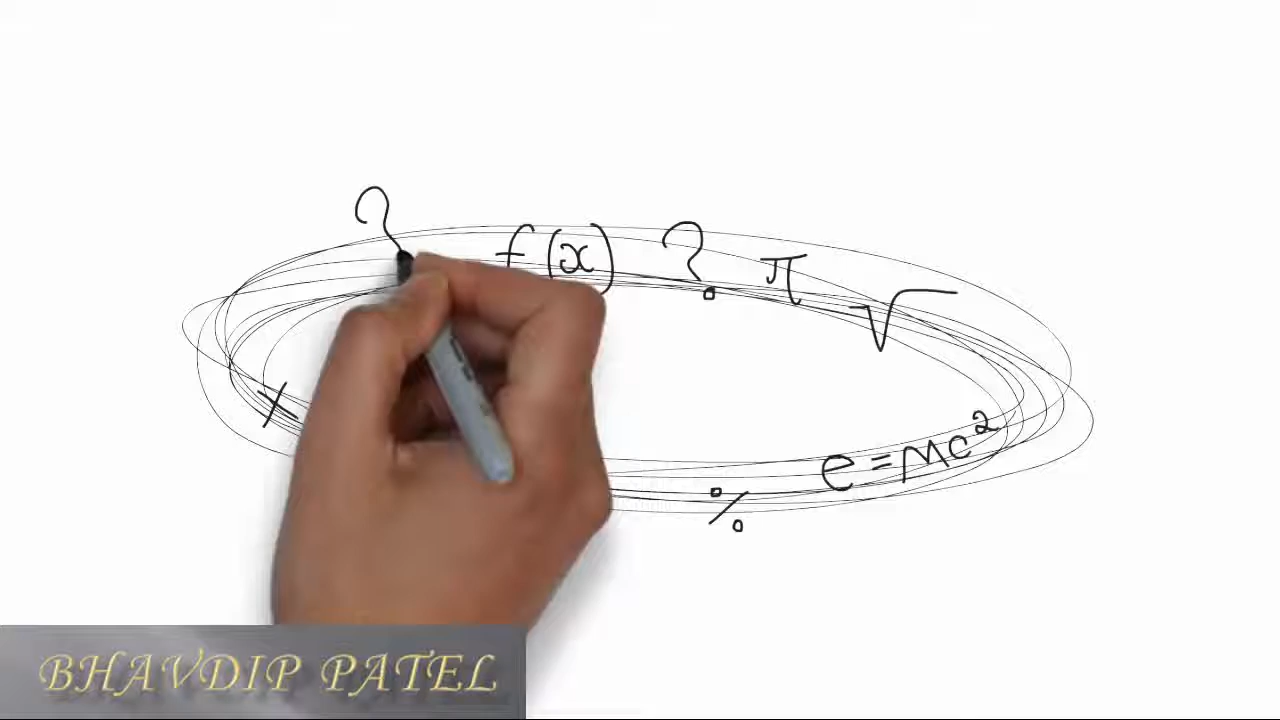 ? f(x) ? π √
x % e=mc²
BHAVDIP PATEL